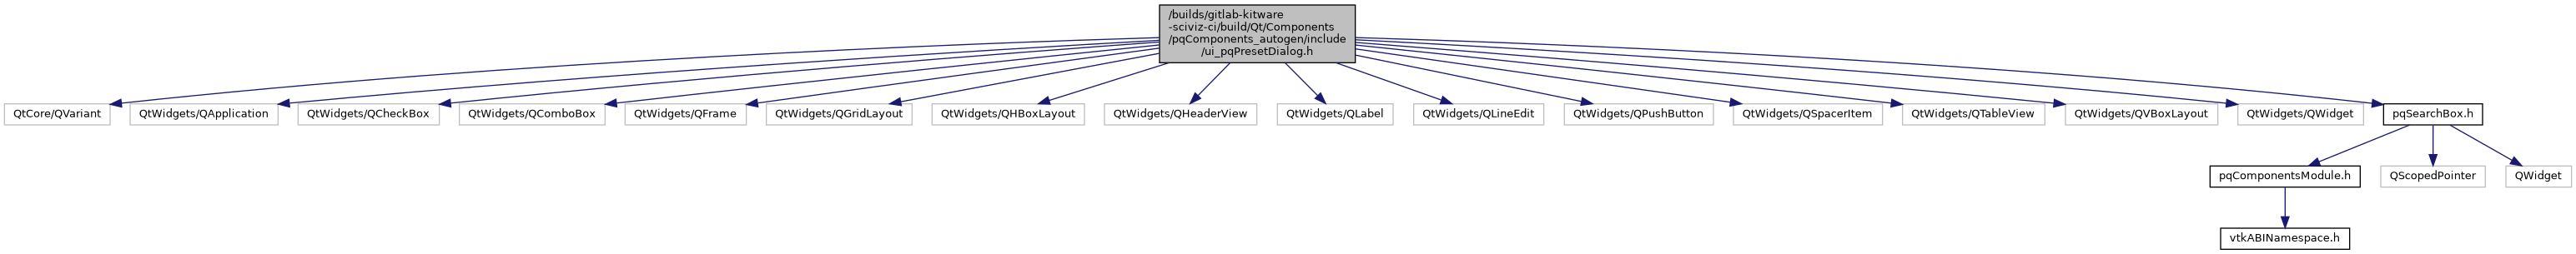 /builds/gitlab-kitware
-sciviz-ci/build/Qt/Components
/pqComponents_autogen/include
/ui_pqPresetDialog.h
QtCore/QVariant
QtWidgets/QApplication
QtWidgets/QCheckBox
QtWidgets/QComboBox
QtWidgets/QFrame
QtWidgets/QGridLayout
QtWidgets/QHBoxLayout
QtWidgets/QHeaderView
QtWidgets/QLabel
QtWidgets/QLineEdit
QtWidgets/QPushButton
QtWidgets/QSpacerItem
QtWidgets/QTableView
QtWidgets/QVBoxLayout
QtWidgets/QWidget
pqSearchBox.h
pqComponentsModule.h
QScopedPointer
QWidget
vtkABINamespace.h